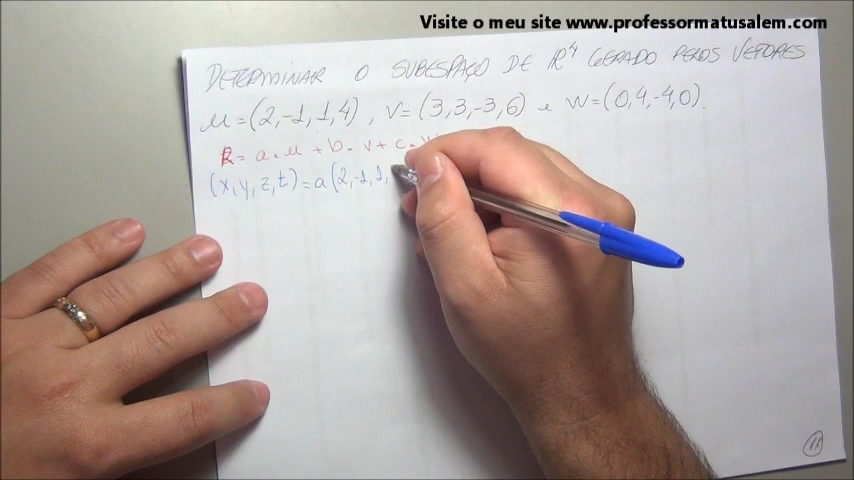 Visite o meu site www.professormatusalem.com
DETERMINAR O SUBESPAÇO DE R⁴ GERADO PELOS VETORES
u=(2,-1,1,4), v=(3,3,-3,6) e w=(0,4,-4,0).
R= a.u + b.v + c.
(x,y,z,t) = a(2,-1,1,
11